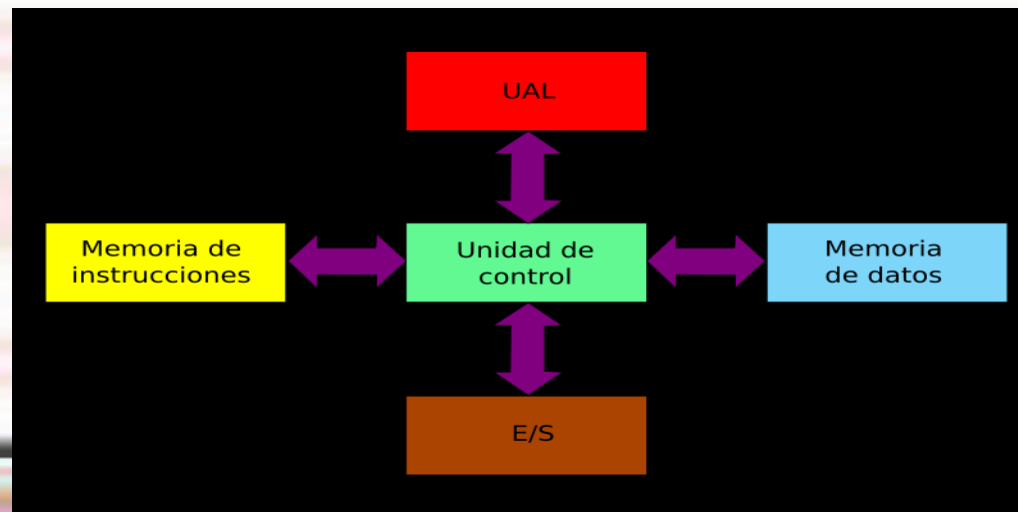 UAL
Memoria de
instrucciones
Unidad de
control
Memoria
de datos
E/S